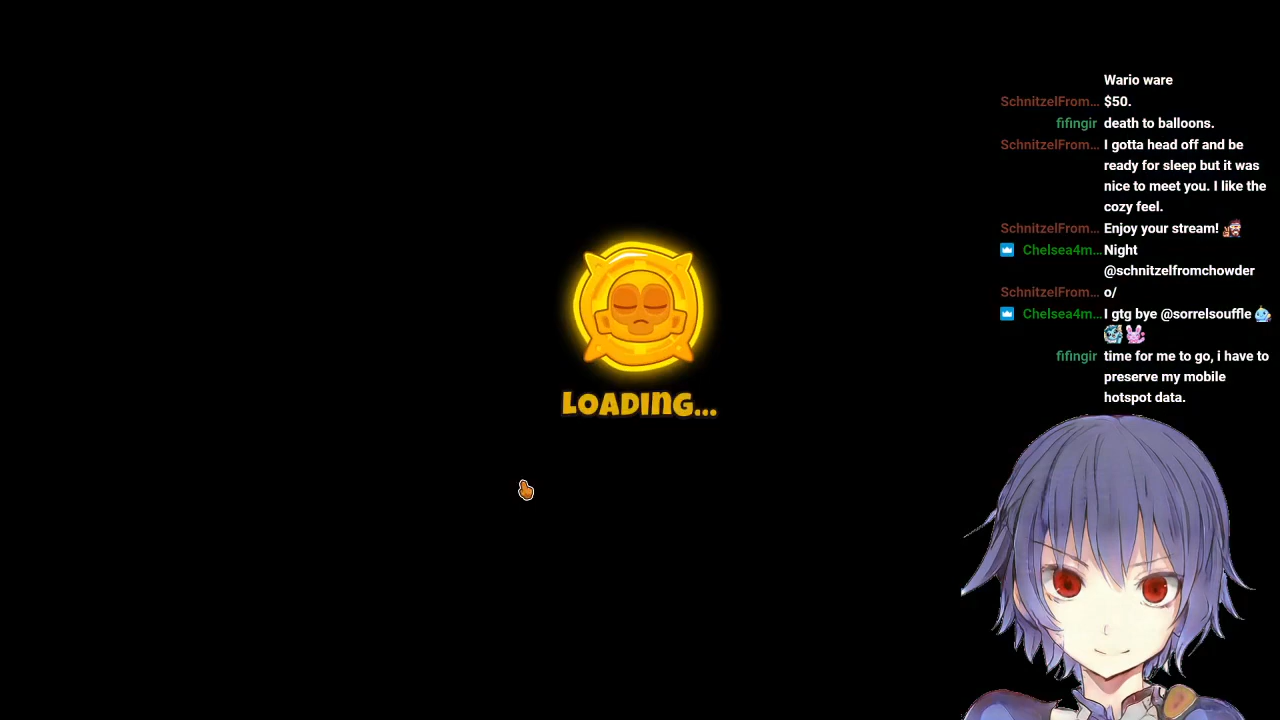 Wario ware
SchnitzelFrom... $50.
fifingir death to balloons.
SchnitzelFrom... I gotta head off and be
ready for sleep but it was
nice to meet you. I like the
cozy feel.
SchnitzelFrom... Enjoy your stream!
Chelsea4m... Night
@schnitzelfromchowder
SchnitzelFrom... o/
Chelsea4m... I gtg bye @sorrelsouffle
fifingir time for me to go, i have to
preserve my mobile
hotspot data.
LOADING...